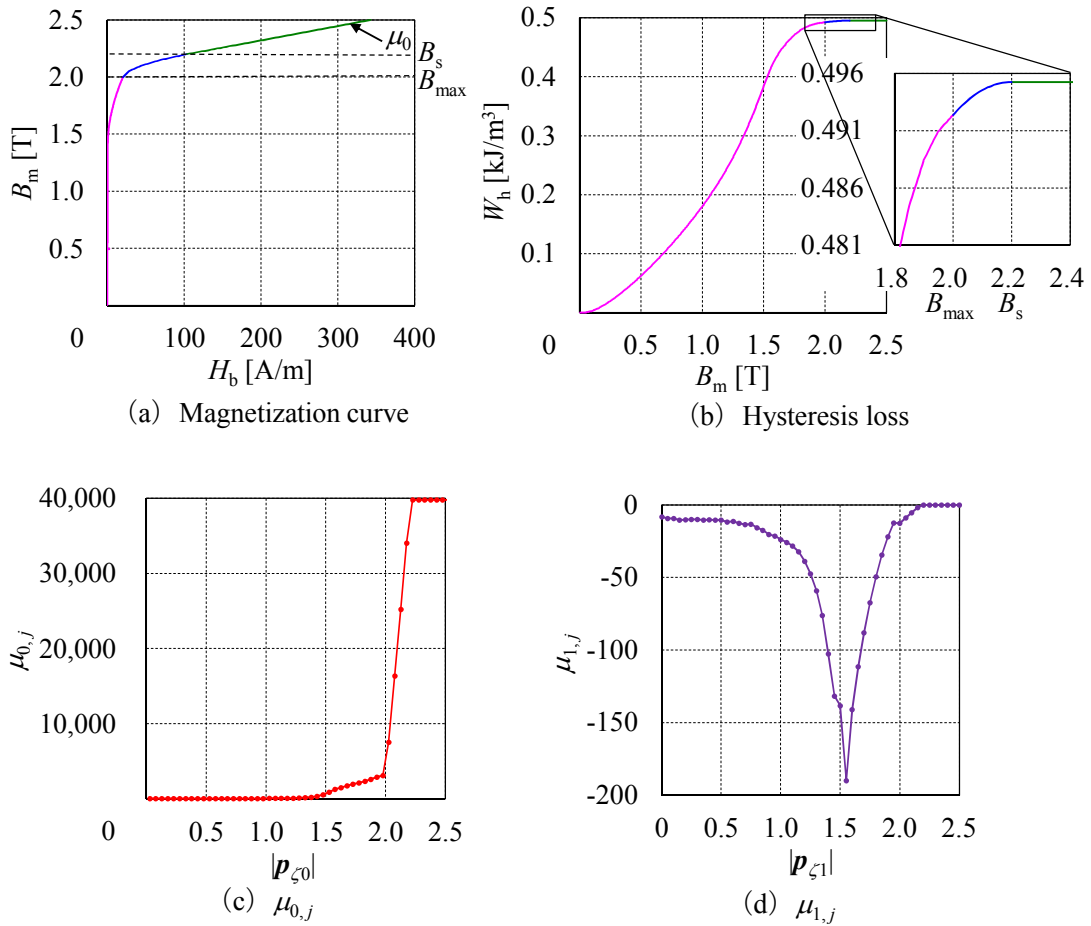 2.5
2.0
1.5
1.0
0.5
0
100
200
300
400
B_m [T]
H_b [A/m]
μ_0
B_s
B_max
(a) Magnetization curve
0.5
0.4
0.3
0.2
0.1
0
0.5
1.0
1.5
2.0
2.5
W_h [kJ/m³]
B_m [T]
0.496
0.491
0.486
0.481
1.8
2.0
2.2
2.4
B_max
B_s
(b) Hysteresis loss
40,000
30,000
20,000
10,000
0
0.5
1.0
1.5
2.0
2.5
μ_0,j
|p_ζ0|
(c) μ_0,j
0
-50
-100
-150
-200
0
0.5
1.0
1.5
2.0
2.5
μ_1,j
|p_ζ1|
(d) μ_1,j